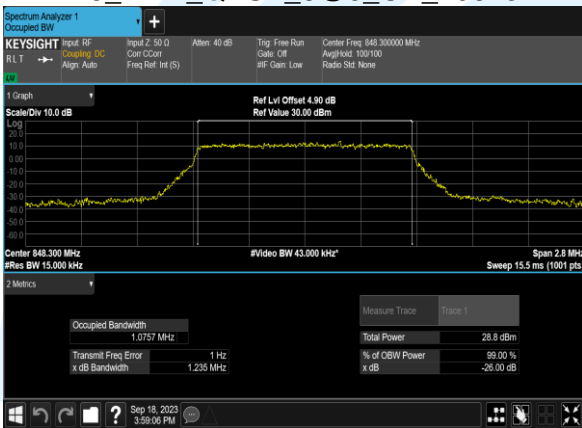 Spectrum Analyzer 1
Occupied BW
+
KEYSIGHT
RLT
LW
Input: RF
Coupling: DC
Align: Auto
Input Z: 50 Ω
Corr CCorr
Freq Ref: Int (S)
Atten: 40 dB
Trig: Free Run
Gate: Off
#IF Gain: Low
Center Freq: 848.300000 MHz
Avg|Hold: 100/100
Radio Std: None
1 Graph
Scale/Div 10.0 dB
Ref Lvl Offset 4.90 dB
Ref Value 30.00 dBm
Log
20.0
10.0
0.00
-10.0
-20.0
-30.0
-40.0
-50.0
-60.0
Center 848.300 MHz
#Res BW 15.000 kHz
#Video BW 43.000 kHz*
Span 2.8 MHz
Sweep 15.5 ms (1001 pts)
2 Metrics
Measure Trace Trace 1
Occupied Bandwidth
1.0757 MHz
Total Power 28.8 dBm
Transmit Freq Error 1 Hz
% of OBW Power 99.00 %
x dB Bandwidth 1.235 MHz
x dB -26.00 dB
?
Sep 18, 2023
3:59:06 PM